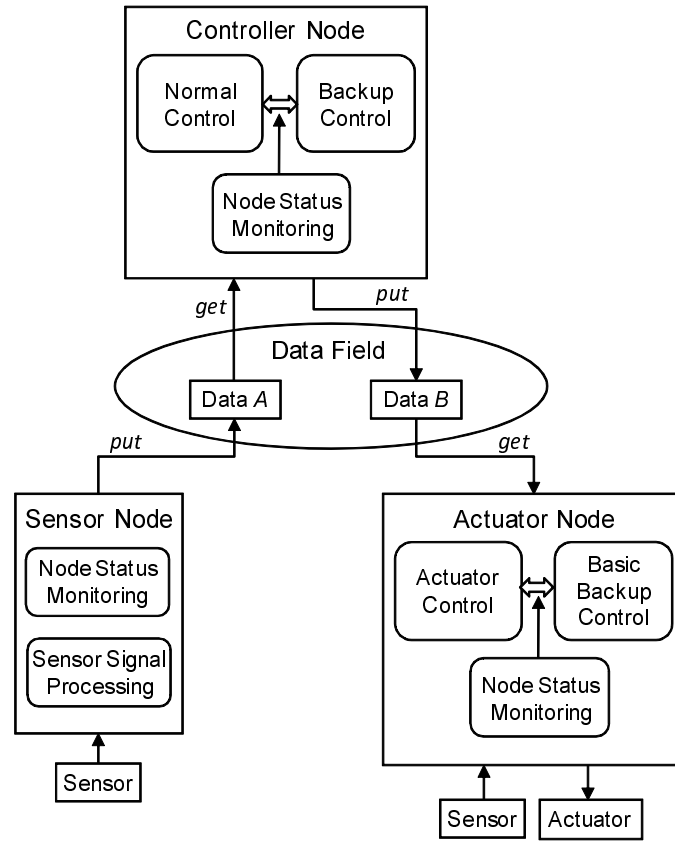 Controller Node
Normal
Control
Backup
Control
Node Status
Monitoring
get
put
Data Field
Data A
Data B
put
get
Sensor Node
Node Status
Monitoring
Sensor Signal
Processing
Sensor
Actuator Node
Actuator
Control
Basic
Backup
Control
Node Status
Monitoring
Sensor
Actuator